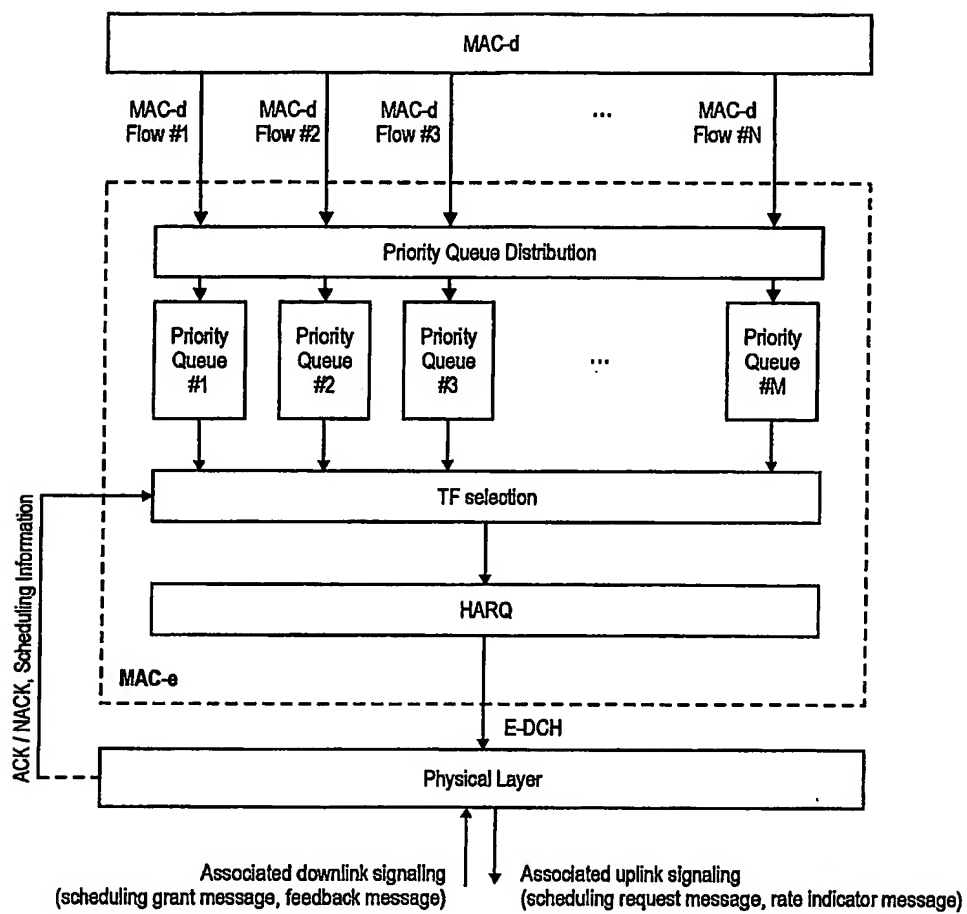 MAC-d
MAC-d
Flow #1
MAC-d
Flow #2
MAC-d
Flow #3
...
MAC-d
Flow #N
Priority Queue Distribution
Priority
Queue
#1
Priority
Queue
#2
Priority
Queue
#3
...
Priority
Queue
#M
TF selection
HARQ
MAC-e
ACK / NACK, Scheduling Information
E-DCH
Physical Layer
Associated downlink signaling
(scheduling grant message, feedback message)
Associated uplink signaling
(scheduling request message, rate indicator message)